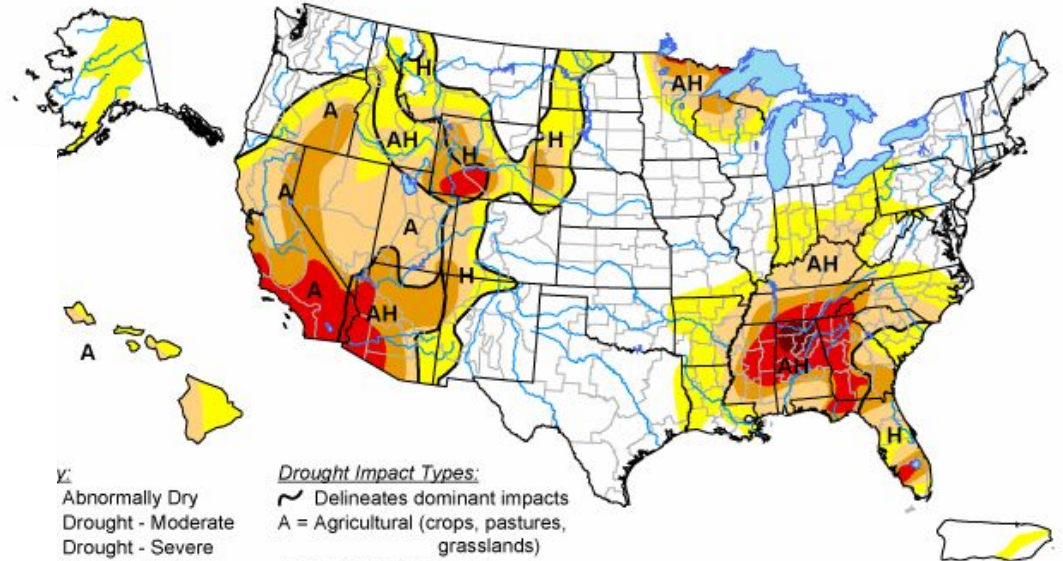 H
AH
A
H
H
AH
A
A
H
A
AH
AH
A
H
AH
A
H
y:
Abnormally Dry
Drought - Moderate
Drought - Severe
Drought Impact Types:
Delineates dominant impacts
A = Agricultural (crops, pastures,
grasslands)